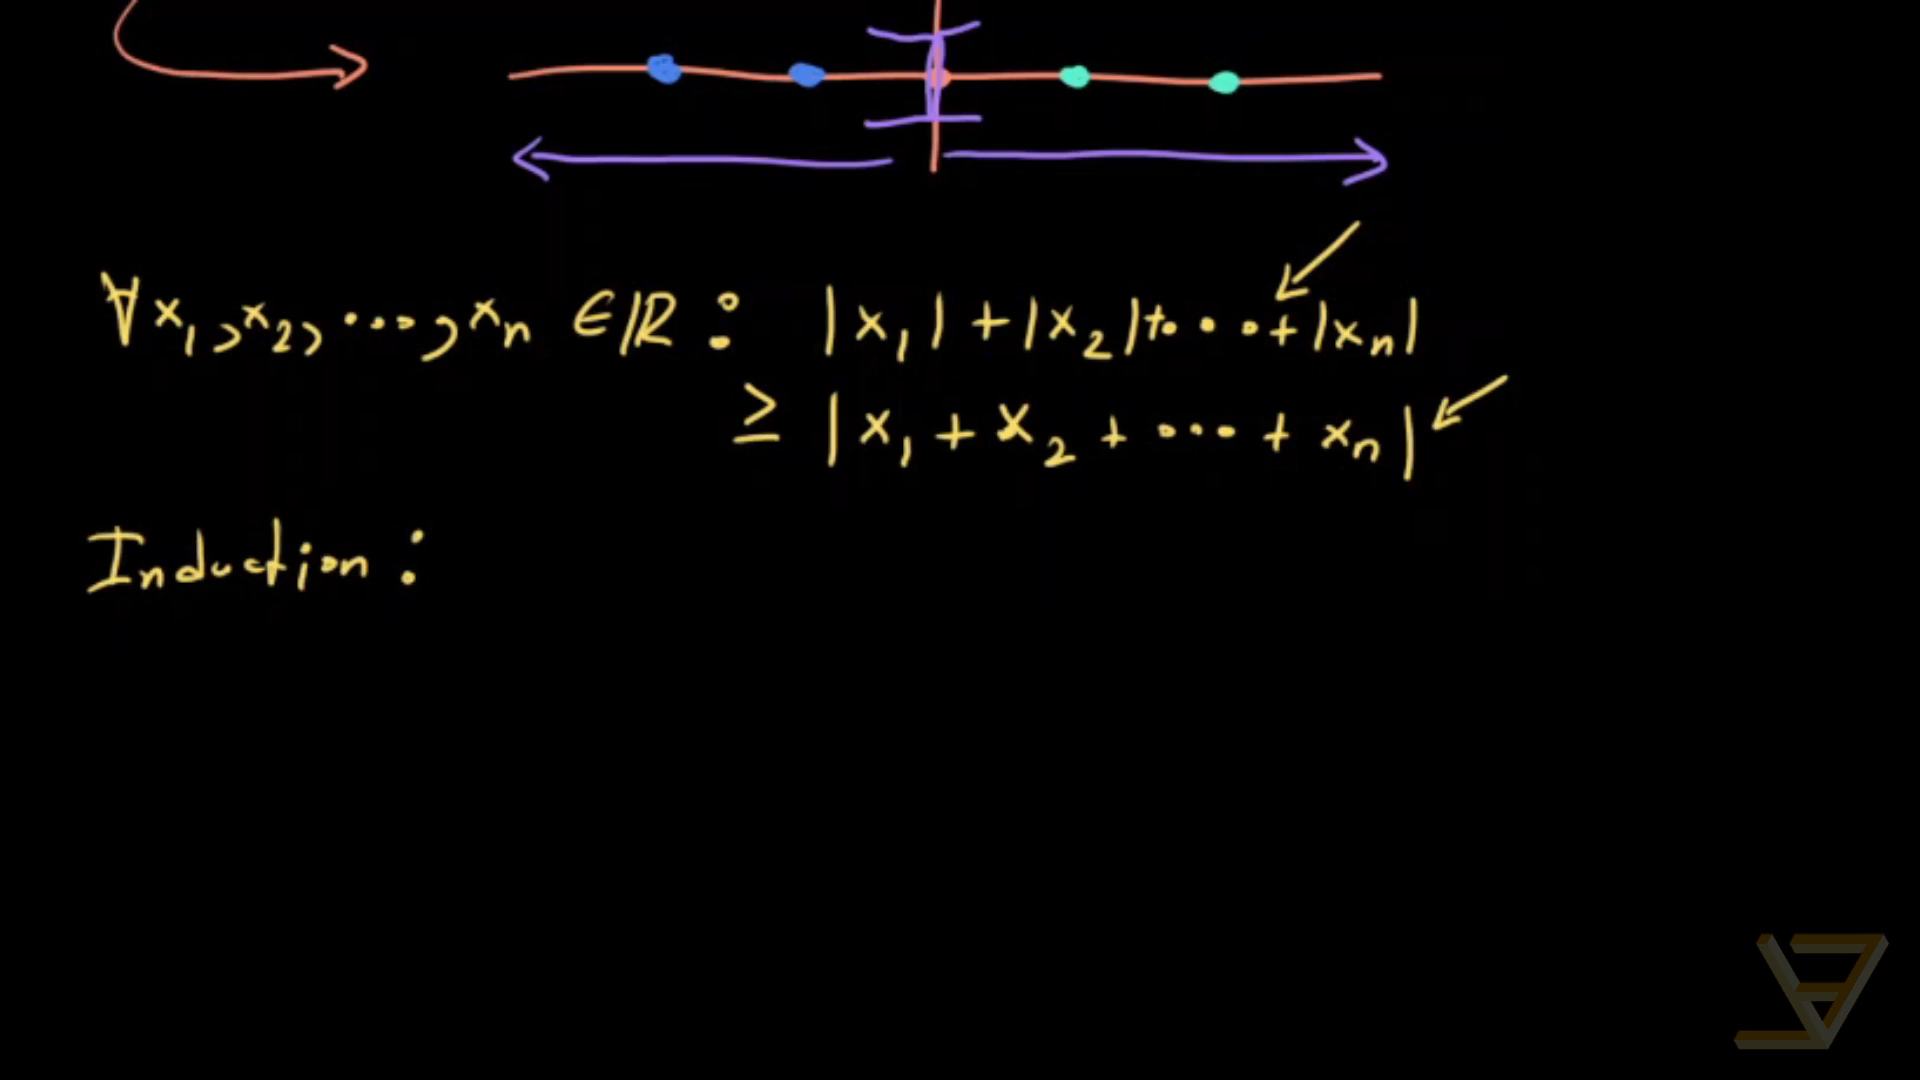 ∀x₁,x₂,...,xₙ ∈ ℝ : |x₁|+|x₂|+...+|xₙ|
≥ |x₁+x₂+...+xₙ|
Induction :